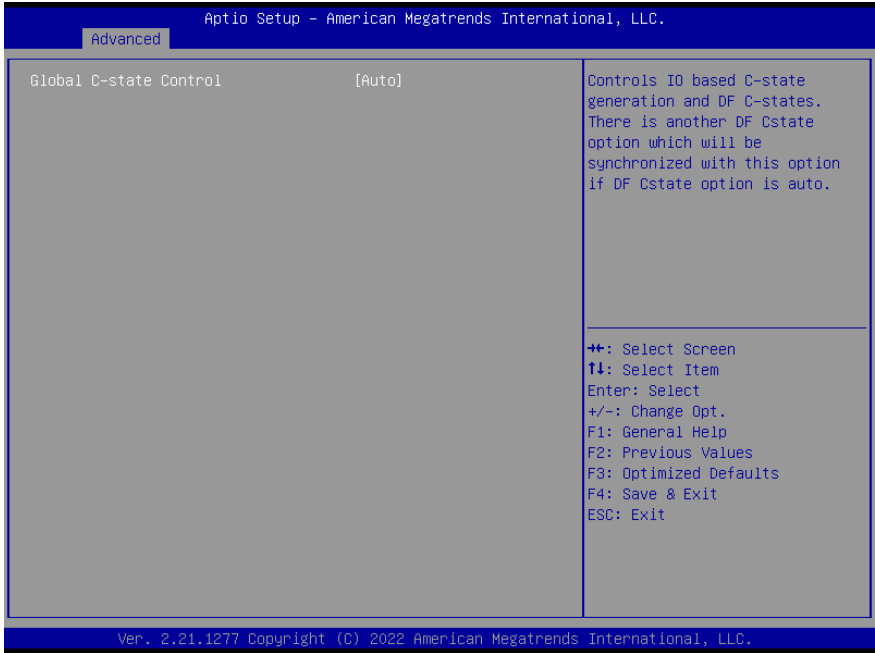 Aptio Setup – American Megatrends International, LLC.
Advanced
Global C-state Control [Auto]
Controls IO based C-state
generation and DF C-states.
There is another DF Cstate
option which will be
synchronized with this option
if DF Cstate option is auto.
→←: Select Screen
↑↓: Select Item
Enter: Select
+/-: Change Opt.
F1: General Help
F2: Previous Values
F3: Optimized Defaults
F4: Save & Exit
ESC: Exit
Ver. 2.21.1277 Copyright (C) 2022 American Megatrends International, LLC.